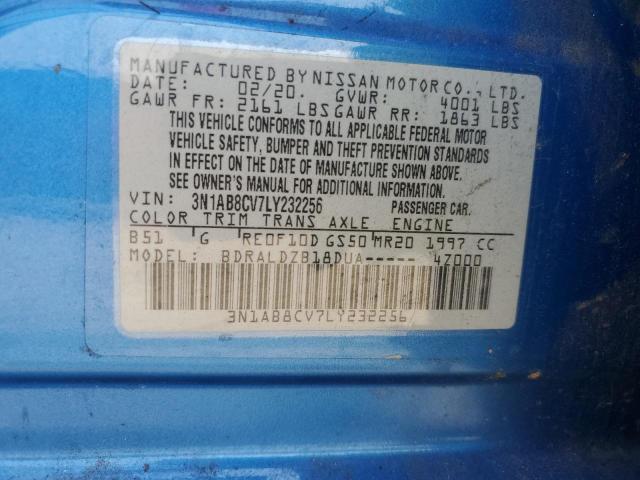 MANUFACTURED BY NISSAN MOTOR CO., LTD.
DATE: 02/20. GVWR: 4001 LBS
GAWR FR: 2161 LBS GAWR RR: 1863 LBS
THIS VEHICLE CONFORMS TO ALL APPLICABLE FEDERAL MOTOR
VEHICLE SAFETY, BUMPER AND THEFT PREVENTION STANDARDS
IN EFFECT ON THE DATE OF MANUFACTURE SHOWN ABOVE.
SEE OWNER'S MANUAL FOR ADDITIONAL INFORMATION.
VIN: 3N1AB8CV7LY232256 PASSENGER CAR.
COLOR TRIM TRANS AXLE ENGINE
B51 G RE0F10D GS50 MR20 1997 CC
BDRALDZB18DUA----- 4Z000
3N1AB8CV7LY232256